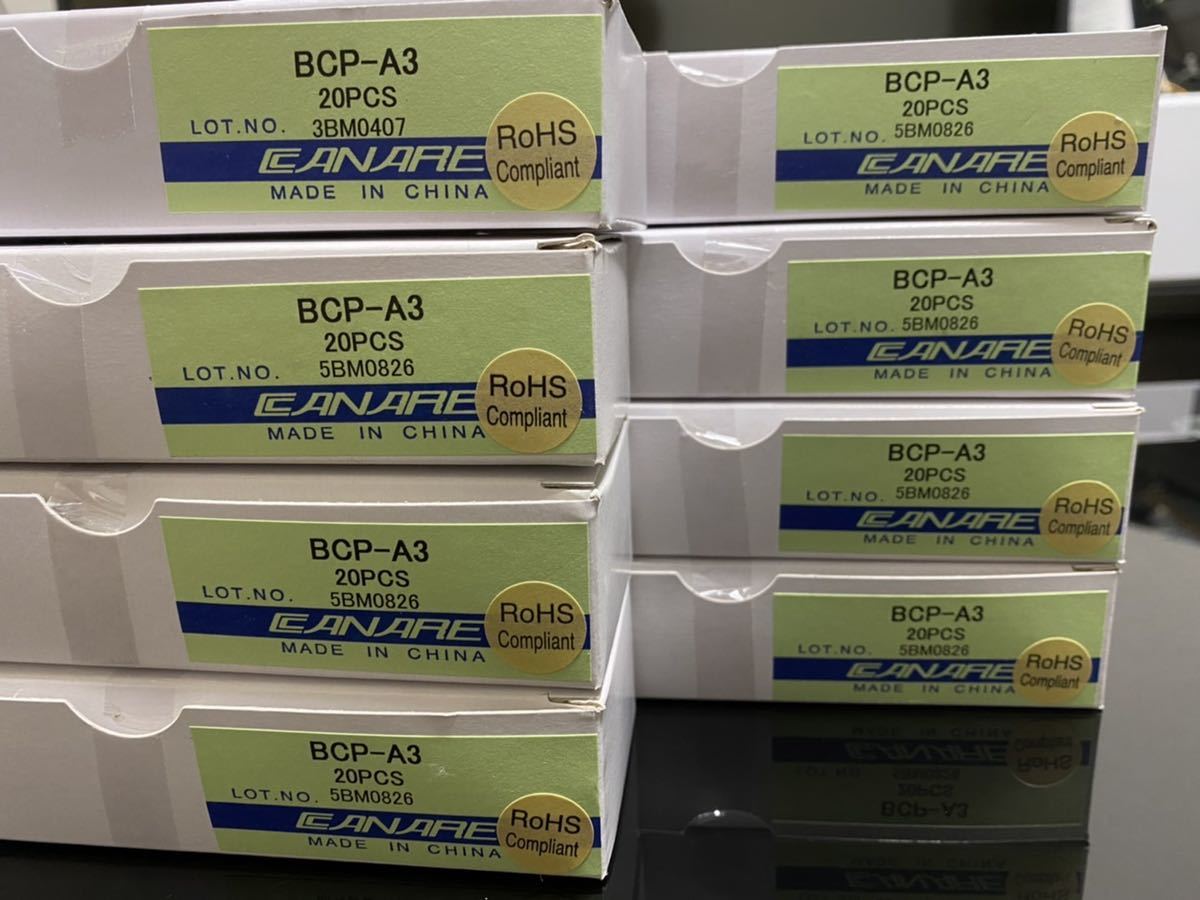 BCP-A3
20PCS
LOT.NO. 3BM0407
CANARE
MADE IN CHINA
RoHS
Compliant
BCP-A3
20PCS
LOT.NO. 5BM0826
CANARE
MADE IN CHINA
RoHS
Compliant
BCP-A3
20PCS
LOT.NO. 5BM0826
CANARE
MADE IN CHINA
RoHS
Compliant
BCP-A3
20PCS
LOT.NO. 5BM0826
CANARE
MADE IN CHINA
RoHS
Compliant
BCP-A3
20PCS
LOT.NO. 5BM0826
CANARE
MADE IN CHINA
RoHS
Compliant
BCP-A3
20PCS
LOT.NO. 5BM0826
CANARE
MADE IN CHINA
RoHS
Compliant
BCP-A3
20PCS
LOT.NO. 5BM0826
CANARE
MADE IN CHINA
RoHS
Compliant
BCP-A3
20PCS
LOT.NO. 5BM0826
CANARE
MADE IN CHINA
RoHS
Compliant